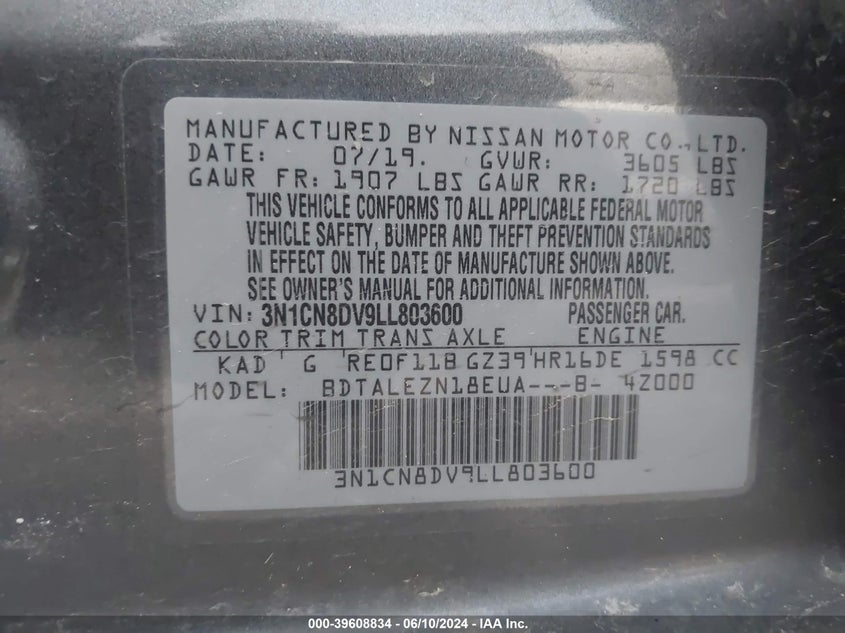 MANUFACTURED BY NISSAN MOTOR CO.,LTD.
DATE: 07/19. GVWR: 3605 LBS
GAWR FR: 1907 LBS GAWR RR: 1720 LBS
THIS VEHICLE CONFORMS TO ALL APPLICABLE FEDERAL MOTOR
VEHICLE SAFETY, BUMPER AND THEFT PREVENTION STANDARDS
IN EFFECT ON THE DATE OF MANUFACTURE SHOWN ABOVE.
SEE OWNER'S MANUAL FOR ADDITIONAL INFORMATION.
VIN: 3N1CN8DV9LL803600 PASSENGER CAR.
COLOR TRIM TRANS AXLE ENGINE
KAD G RE0F11B GZ39 HR16DE 1598 CC
MODEL: BDTALEZN18EUA---B- 4Z000
3N1CN8DV9LL803600
000-39608834 - 06/10/2024 - IAA Inc.